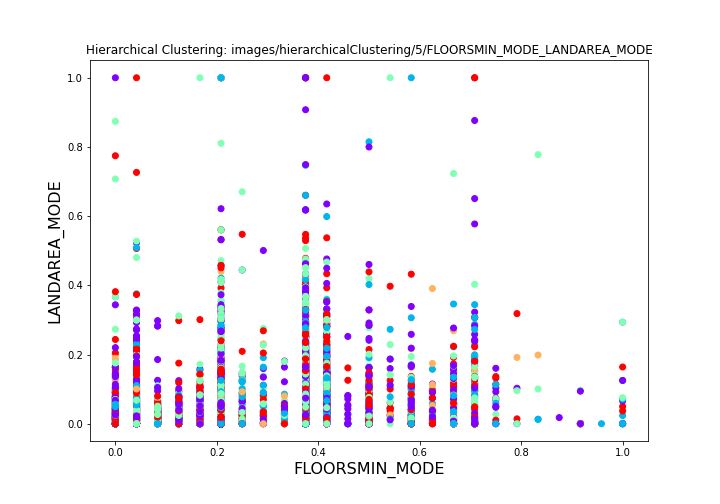 Hierarchical Clustering: images/hierarchicalClustering/5/FLOORSMIN_MODE_LANDAREA_MODE
1.0
0.8
0.6
0.4
0.2
0.0
LANDAREA_MODE
0.0 0.2 0.4 0.6 0.8 1.0
FLOORSMIN_MODE